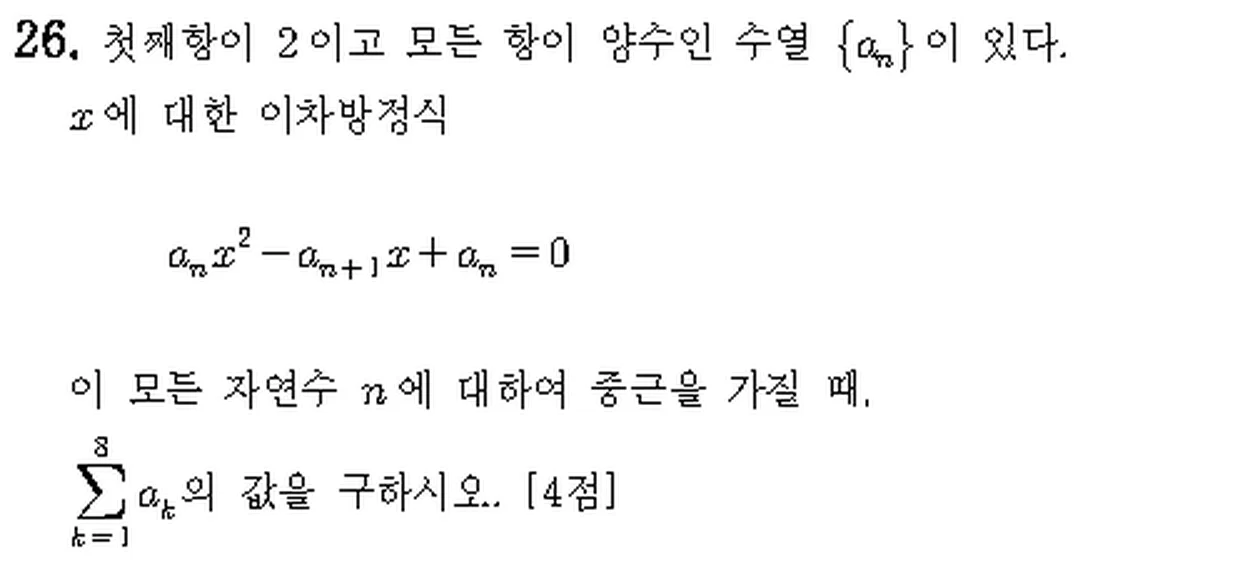 26. 첫째항이 2이고 모든 항이 양수인 수열 {aₙ}이 있다.
x에 대한 이차방정식
aₙx² − aₙ₊₁x + aₙ = 0
이 모든 자연수 n에 대하여 중근을 가질 때,
∑_{k=1}^{8} aₖ의 값을 구하시오.. [4점]